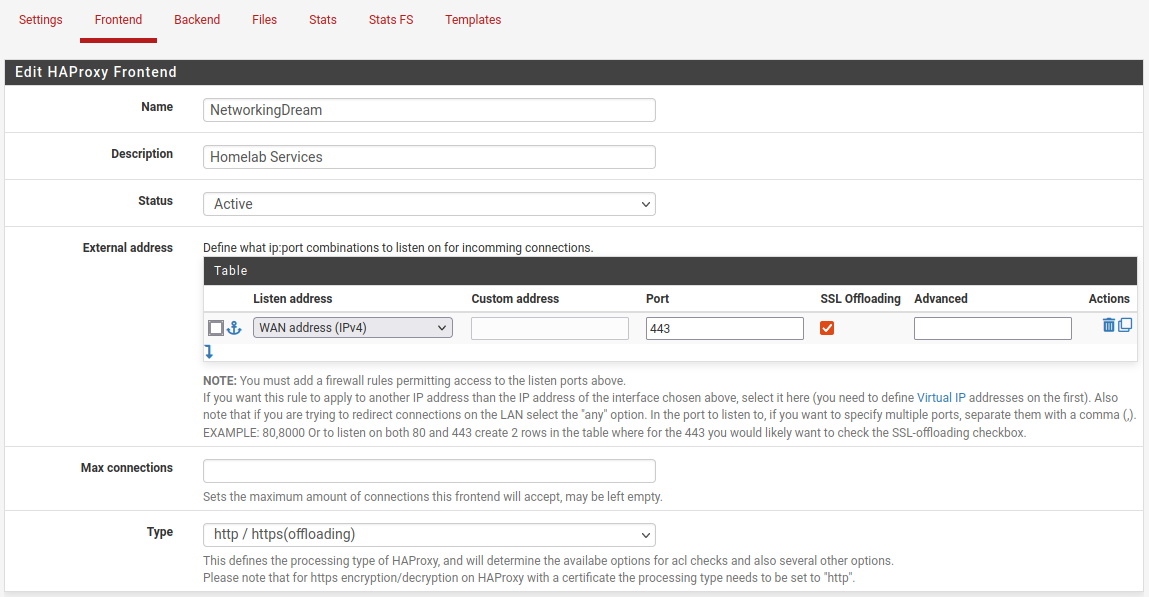 Settings Frontend Backend Files Stats Stats FS Templates
Edit HAProxy Frontend
Name NetworkingDream
Description Homelab Services
Status Active
External address Define what ip:port combinations to listen on for incomming connections.
Table
Listen address Custom address Port SSL Offloading Advanced Actions
WAN address (IPv4) 443
NOTE: You must add a firewall rules permitting access to the listen ports above.
If you want this rule to apply to another IP address than the IP address of the interface chosen above, select it here (you need to define Virtual IP addresses on the first). Also
note that if you are trying to redirect connections on the LAN select the "any" option. In the port to listen to, if you want to specify multiple ports, separate them with a comma (,).
EXAMPLE: 80,8000 Or to listen on both 80 and 443 create 2 rows in the table where for the 443 you would likely want to check the SSL-offloading checkbox.
Max connections
Sets the maximum amount of connections this frontend will accept, may be left empty.
Type http / https(offloading)
This defines the processing type of HAProxy, and will determine the availabe options for acl checks and also several other options.
Please note that for https encryption/decryption on HAProxy with a certificate the processing type needs to be set to "http".